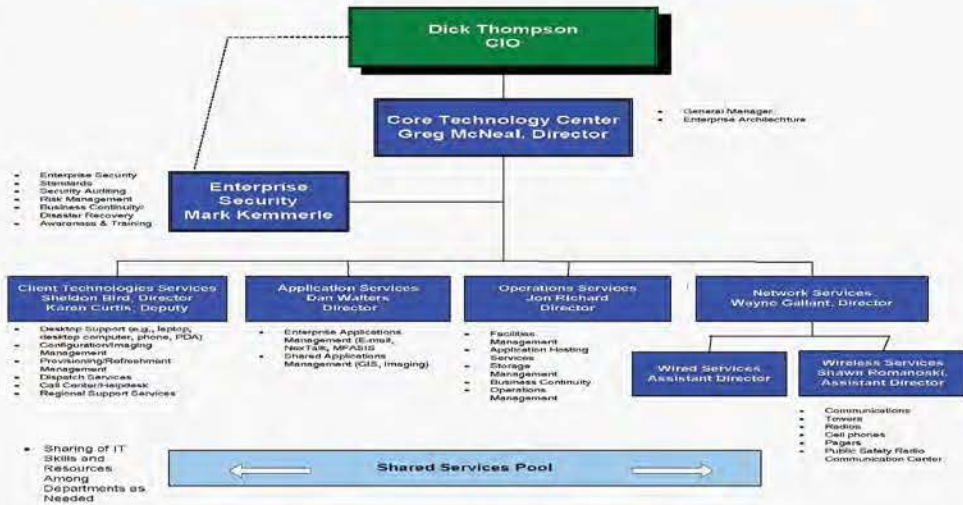 Dick Thompson
CIO
Core Technology Center
Greg McNeal, Director
• General Manager
• Enterprise Architechture
• Enterprise Security
• Standards
• Security Auditing
• Risk Management
• Business Continuity/
Disaster Recovery
• Awareness & Training
Enterprise
Security
Mark Kemmerle
Client Technologies Services
Sheldon Bird, Director
Karen Curtis, Deputy
• Desktop Support (e.g., laptop,
desktop computer, phone, PDA)
• Configuration/Imaging
Management
• Provisioning/Refreshment
Management
• Dispatch Services
• Call Center/Helpdesk
• Regional Support Services
Application Services
Dan Walters
Director
• Enterprise Applications
Management (E-mail,
NexTalk, MFASIS
• Shared Applications
Management (GIS, Imaging)
Operations Services
Jon Richard
Director
• Facilities
Management
• Application Hosting
Services
• Storage
Management
• Business Continuity
• Operations
Management
Network Services
Wayne Gallant, Director
Wired Services
Assistant Director
Wireless Services
Shawn Romanoski,
Assistant Director
• Communications
• Towers
• Radios
• Cell phones
• Pagers
• Public Safety Radio
Communication Center
• Sharing of IT
Skills and
Resources
Among
Departments as
Needed
Shared Services Pool